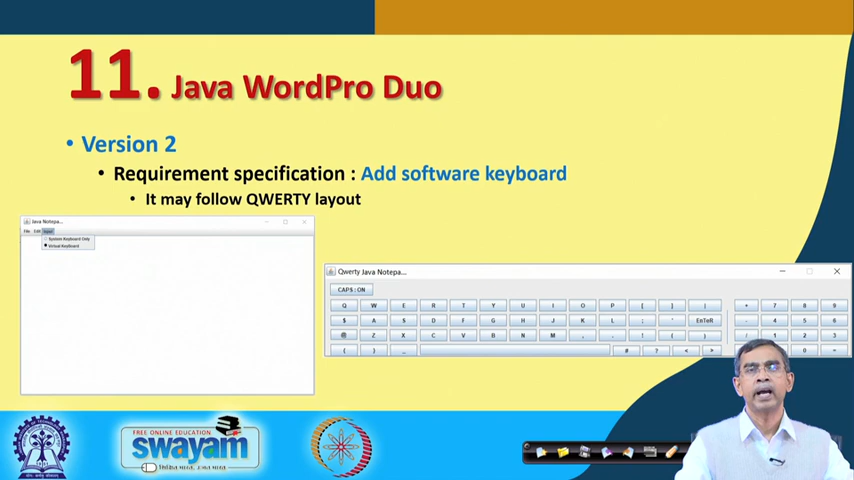 11. Java WordPro Duo
• Version 2
• Requirement specification : Add software keyboard
• It may follow QWERTY layout
Java Notepa...
File Edit Input
System Keyboard Only
Virtual Keyboard
Qwerty Java Notepa...
CAPS: ON
Q W E R T Y U I O P [ ] | + 7 8 9
$ A S D F G H J K L ; ' EnTeR - 4 5 6
@ Z X C V B N M , . ! ( ) / 1 2 3
{ } _ # ? < > 0 =
FREE ONLINE EDUCATION
swayam